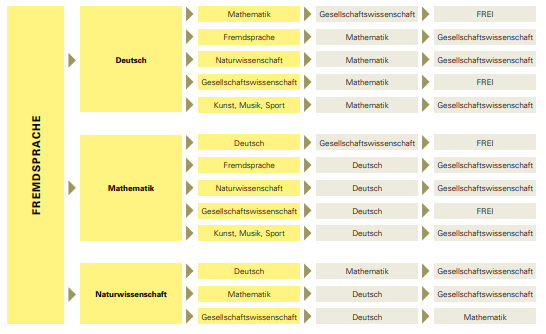 FREMDSPRACHE
Deutsch
Mathematik Gesellschaftswissenschaft FREI
Fremdsprache Mathematik Gesellschaftswissenschaft
Naturwissenschaft Mathematik Gesellschaftswissenschaft
Gesellschaftswissenschaft Mathematik FREI
Kunst, Musik, Sport Mathematik Gesellschaftswissenschaft
Mathematik
Deutsch Gesellschaftswissenschaft FREI
Fremdsprache Deutsch Gesellschaftswissenschaft
Naturwissenschaft Deutsch Gesellschaftswissenschaft
Gesellschaftswissenschaft Deutsch FREI
Kunst, Musik, Sport Deutsch Gesellschaftswissenschaft
Naturwissenschaft
Deutsch Mathematik Gesellschaftswissenschaft
Mathematik Deutsch Gesellschaftswissenschaft
Gesellschaftswissenschaft Deutsch Mathematik